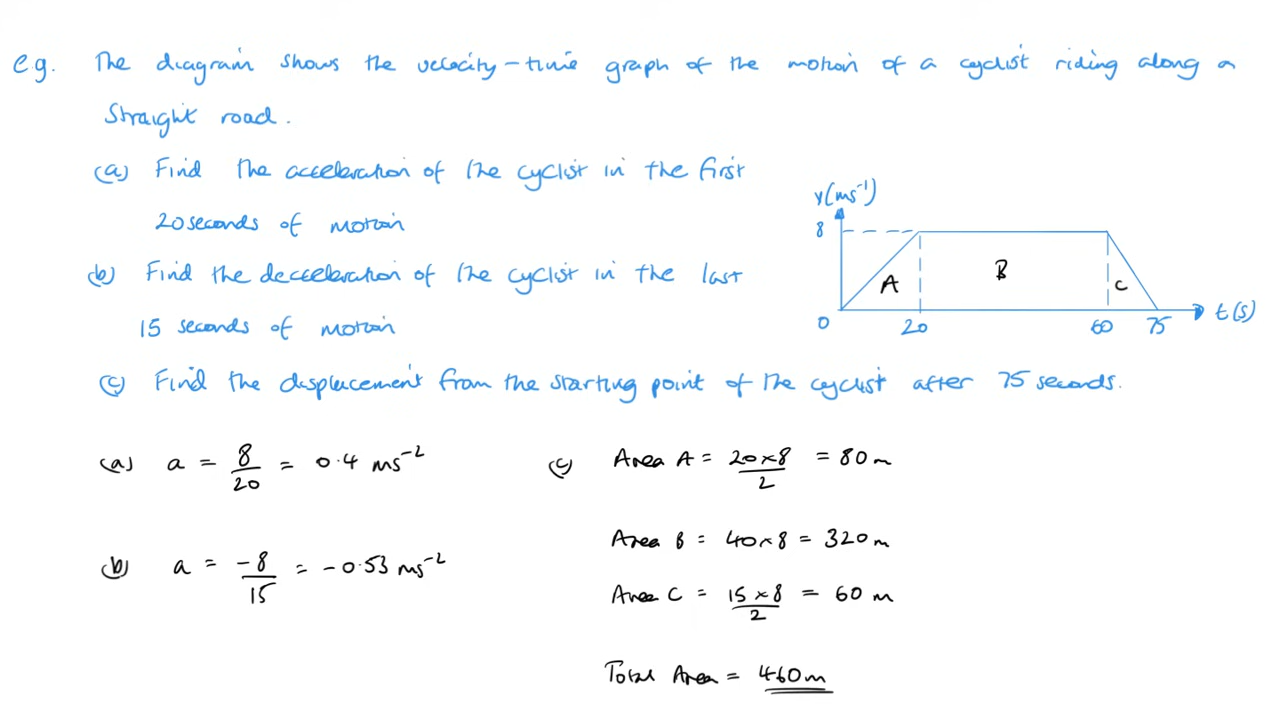 e.g. The diagram shows the velocity-time graph of the motion of a cyclist riding along a
straight road.
(a) Find the acceleration of the cyclist in the first
20 seconds of motion
(b) Find the decceleration of the cyclist in the last
15 seconds of motion
v(ms⁻¹)
8
A
B
C
0
20
60
75
t(s)
(c) Find the displacement from the starting point of the cyclist after 75 seconds.
(a) a = 8/20 = 0.4 ms⁻²
(b) a = -8/15 = -0.53 ms⁻²
(c) Area A = 20×8/2 = 80m
Area B = 40×8 = 320m
Area C = 15×8/2 = 60 m
Total Area = 460m